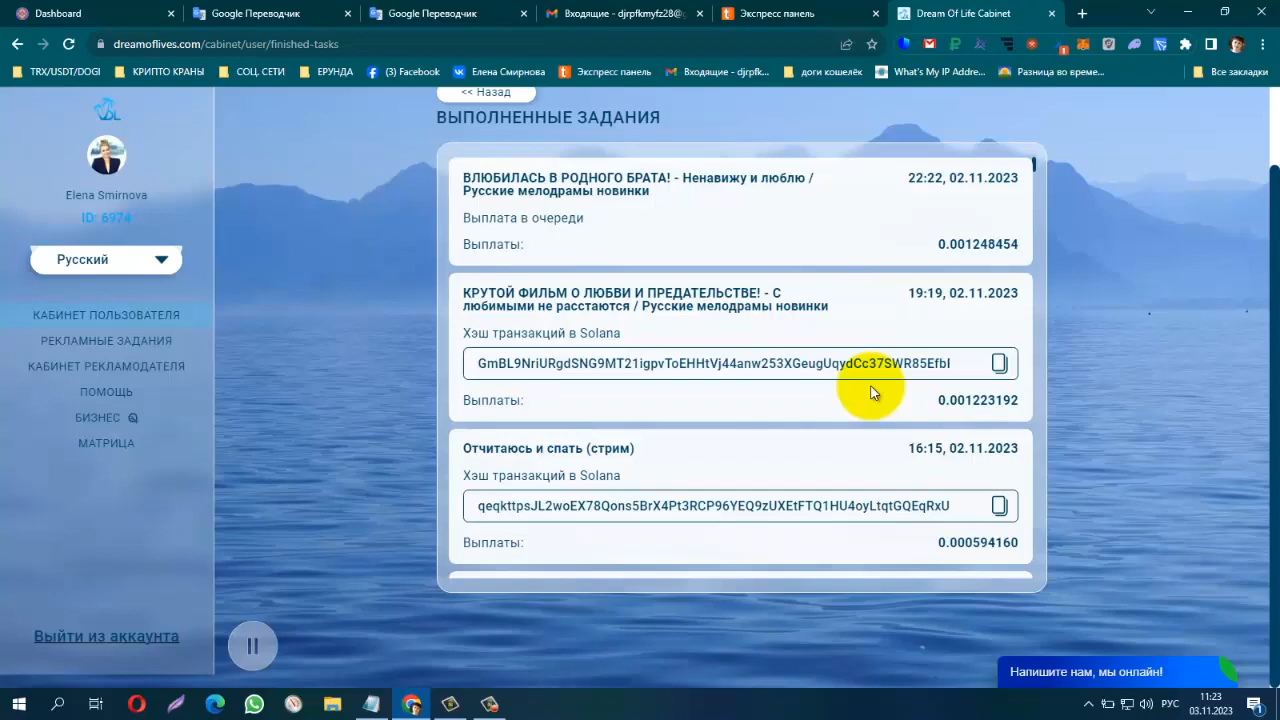 Dashboard
Google Переводчик
Google Переводчик
Входящие - djrpfkmyfz28@g
Экспресс панель
Dream Of Life Cabinet
dreamoflives.com/cabinet/user/finished-tasks
TRX/USDT/DOGI
КРИПТО КРАНЫ
СОЦ. СЕТИ
ЕРУНДА
(3) Facebook
Елена Смирнова
Экспресс панель
Входящие - djrpfk...
доги кошелёк
What's My IP Addre...
Разница во време...
Все закладки
<< Назад
ВЫПОЛНЕННЫЕ ЗАДАНИЯ
Elena Smirnova
ID: 6974
Русский
КАБИНЕТ ПОЛЬЗОВАТЕЛЯ
РЕКЛАМНЫЕ ЗАДАНИЯ
КАБИНЕТ РЕКЛАМОДАТЕЛЯ
ПОМОЩЬ
БИЗНЕС
МАТРИЦА
Выйти из аккаунта
ВЛЮБИЛАСЬ В РОДНОГО БРАТА! - Ненавижу и люблю /
Русские мелодрамы новинки
22:22, 02.11.2023
Выплата в очереди
Выплаты:
0.001248454
КРУТОЙ ФИЛЬМ О ЛЮБВИ И ПРЕДАТЕЛЬСТВЕ! - С
любимыми не расстаются / Русские мелодрамы новинки
19:19, 02.11.2023
Хэш транзакций в Solana
GmBL9NriURgdSNG9MT21igpvToEHHtVj44anw253XGeugUqydCc37SWR85Efbl
Выплаты:
0.001223192
Отчитаюсь и спать (стрим)
16:15, 02.11.2023
Хэш транзакций в Solana
qeqkttpsJL2woEX78Qons5BrX4Pt3RCP96YEQ9zUXEtFTQ1HU4oyLtqtGQEqRxU
Выплаты:
0.000594160
Напишите нам, мы онлайн!
РУС
11:23
03.11.2023